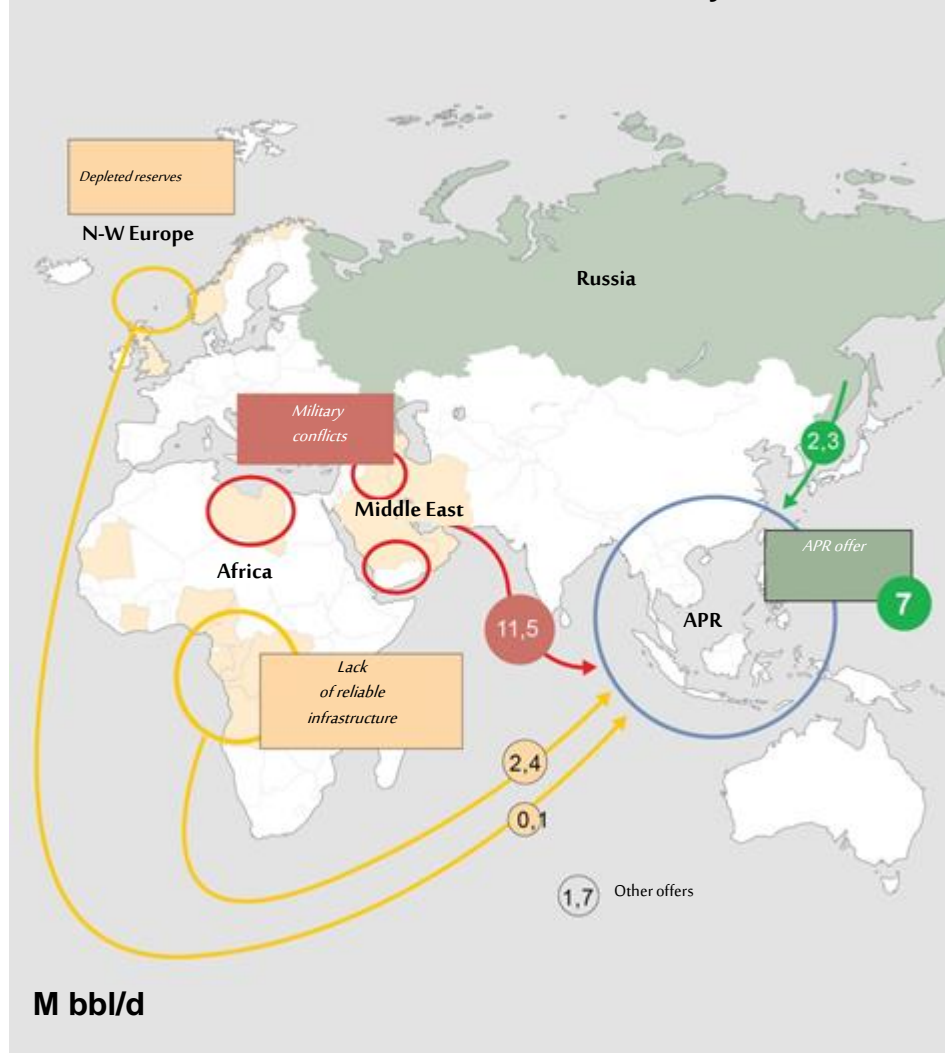 Depleted reserves
N-W Europe
Russia
Military
conflicts
2,3
Middle East
APR offer
Africa
7
11,5
APR
Lack
of reliable
infrastructure
2,4
0,1
1,7
Other offers
M bbl/d